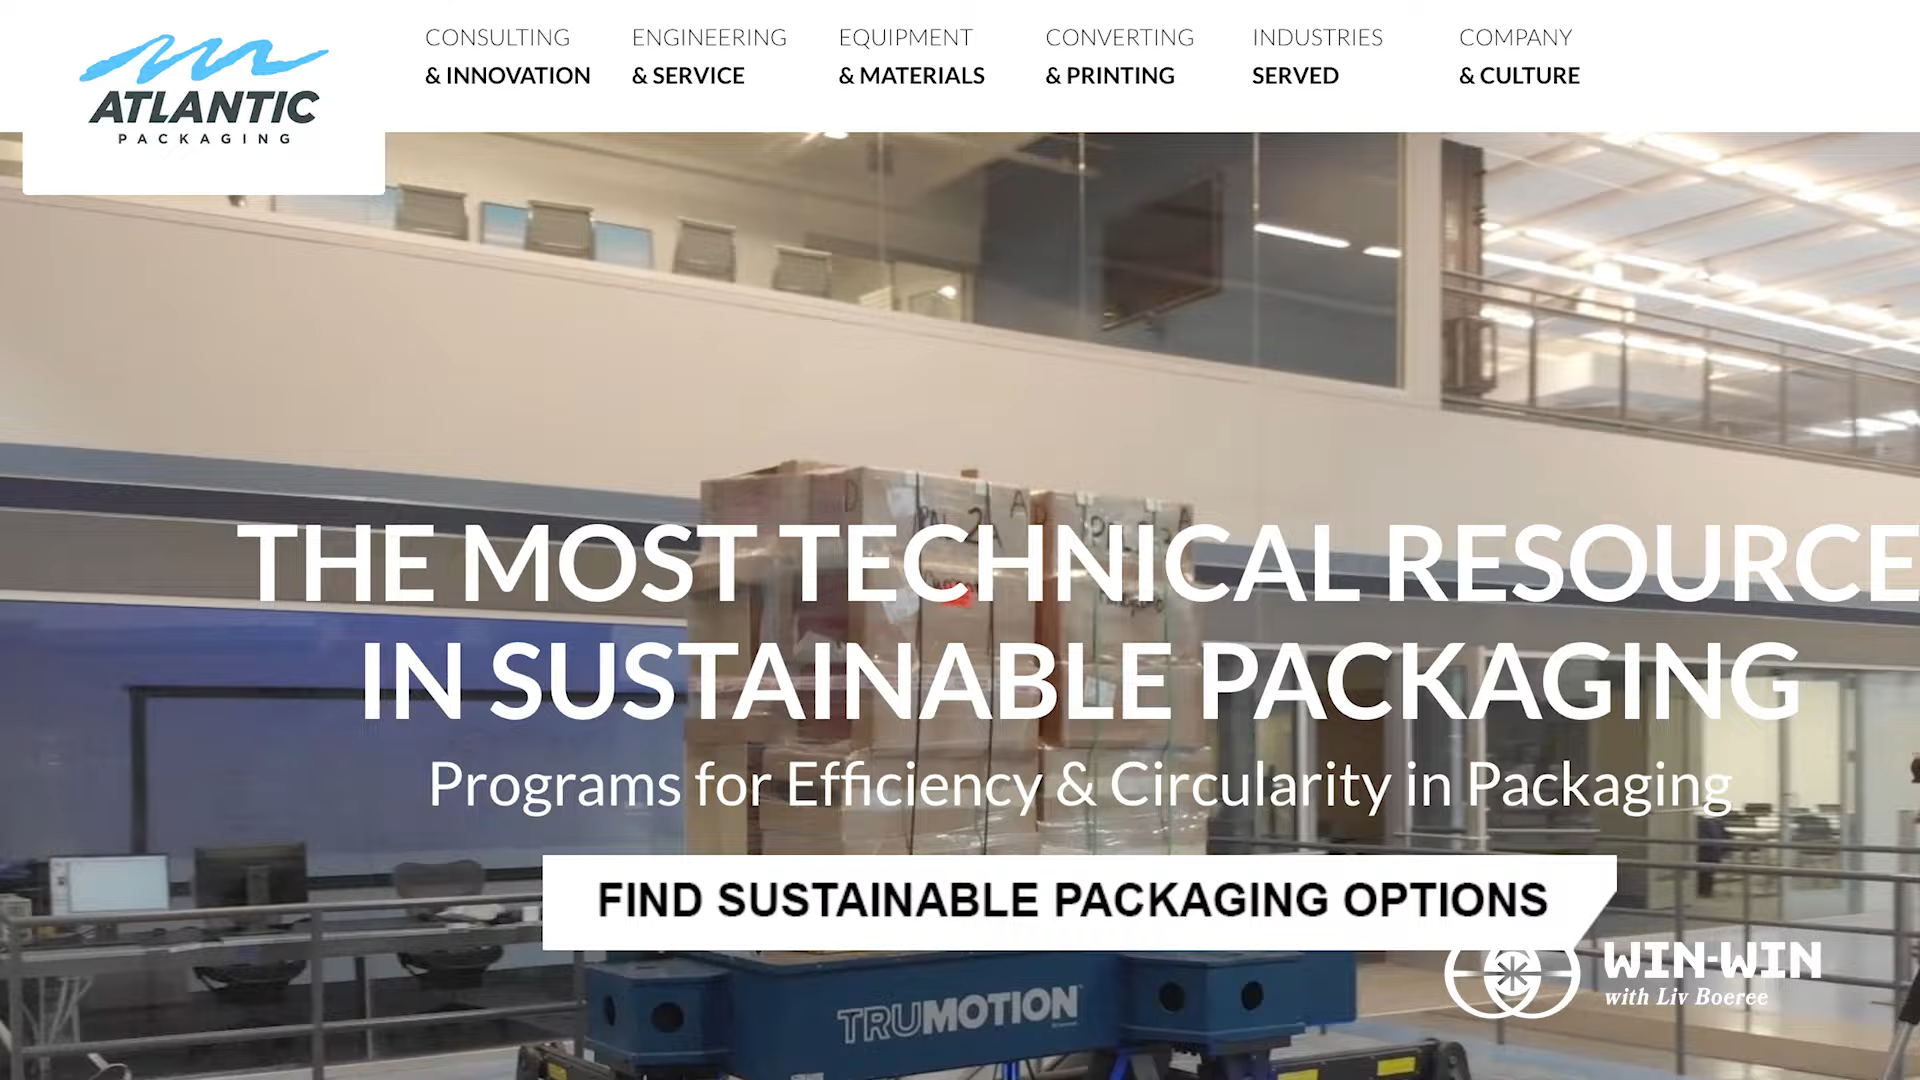 ATLANTIC
PACKAGING
CONSULTING
& INNOVATION
ENGINEERING
& SERVICE
EQUIPMENT
& MATERIALS
CONVERTING
& PRINTING
INDUSTRIES
SERVED
COMPANY
& CULTURE
D
2A
A
A
THE MOST TECHNICAL RESOURCE
IN SUSTAINABLE PACKAGING
Programs for Efficiency & Circularity in Packaging
FIND SUSTAINABLE PACKAGING OPTIONS
WIN-WIN
with Liv Boeree
TRUMOTION